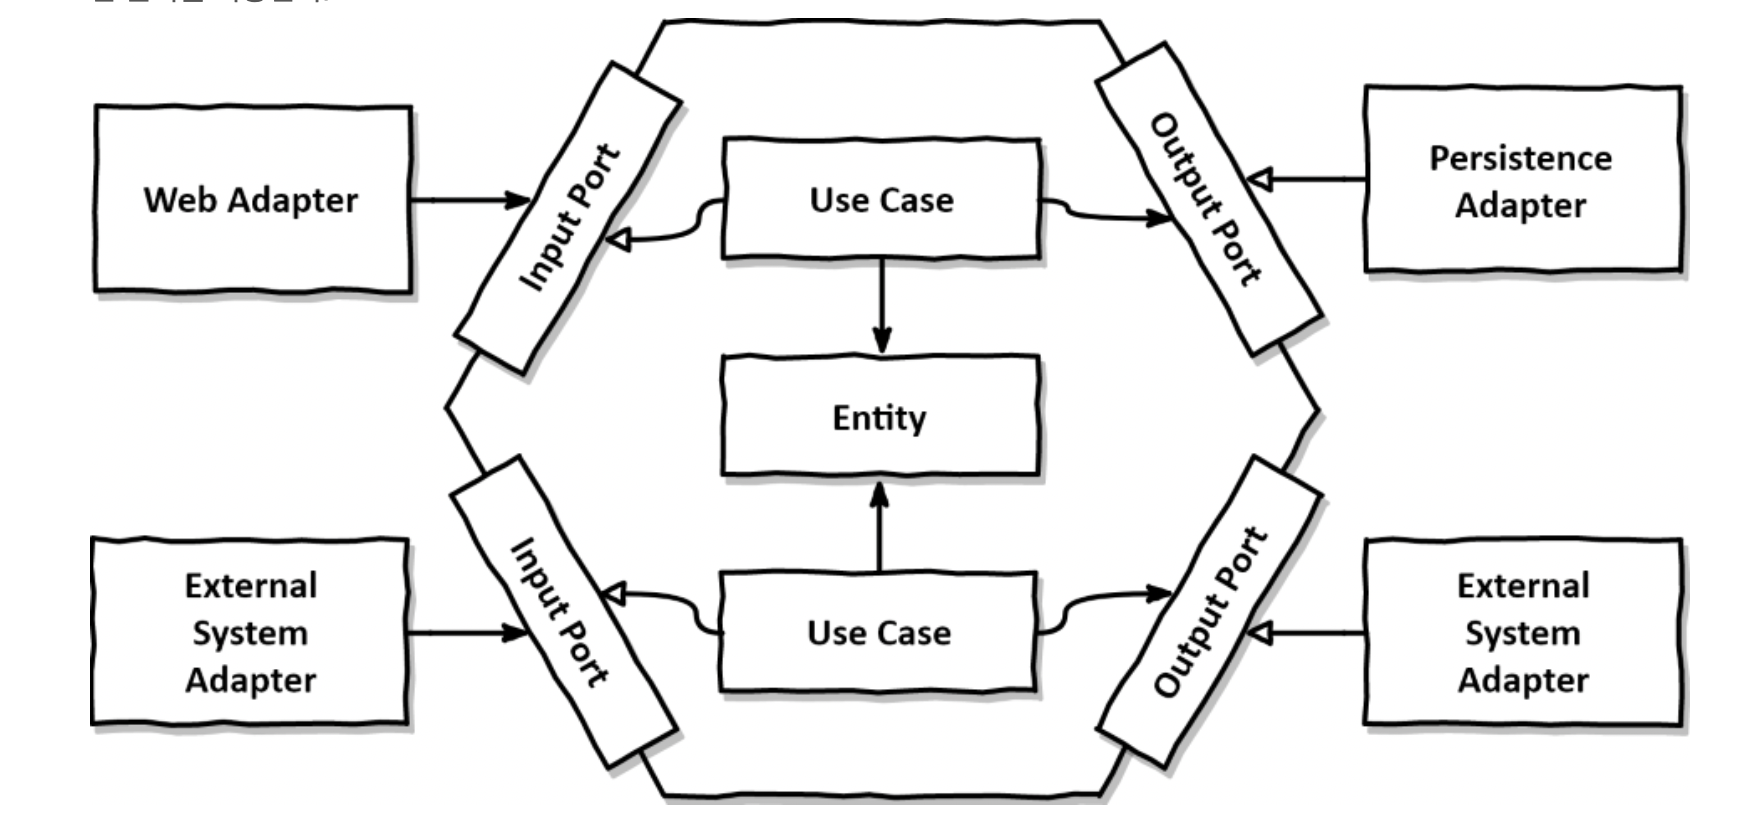 Web Adapter
Input Port
Use Case
Output Port
Persistence
Adapter
Entity
External
System
Adapter
Input Port
Use Case
Output Port
External
System
Adapter